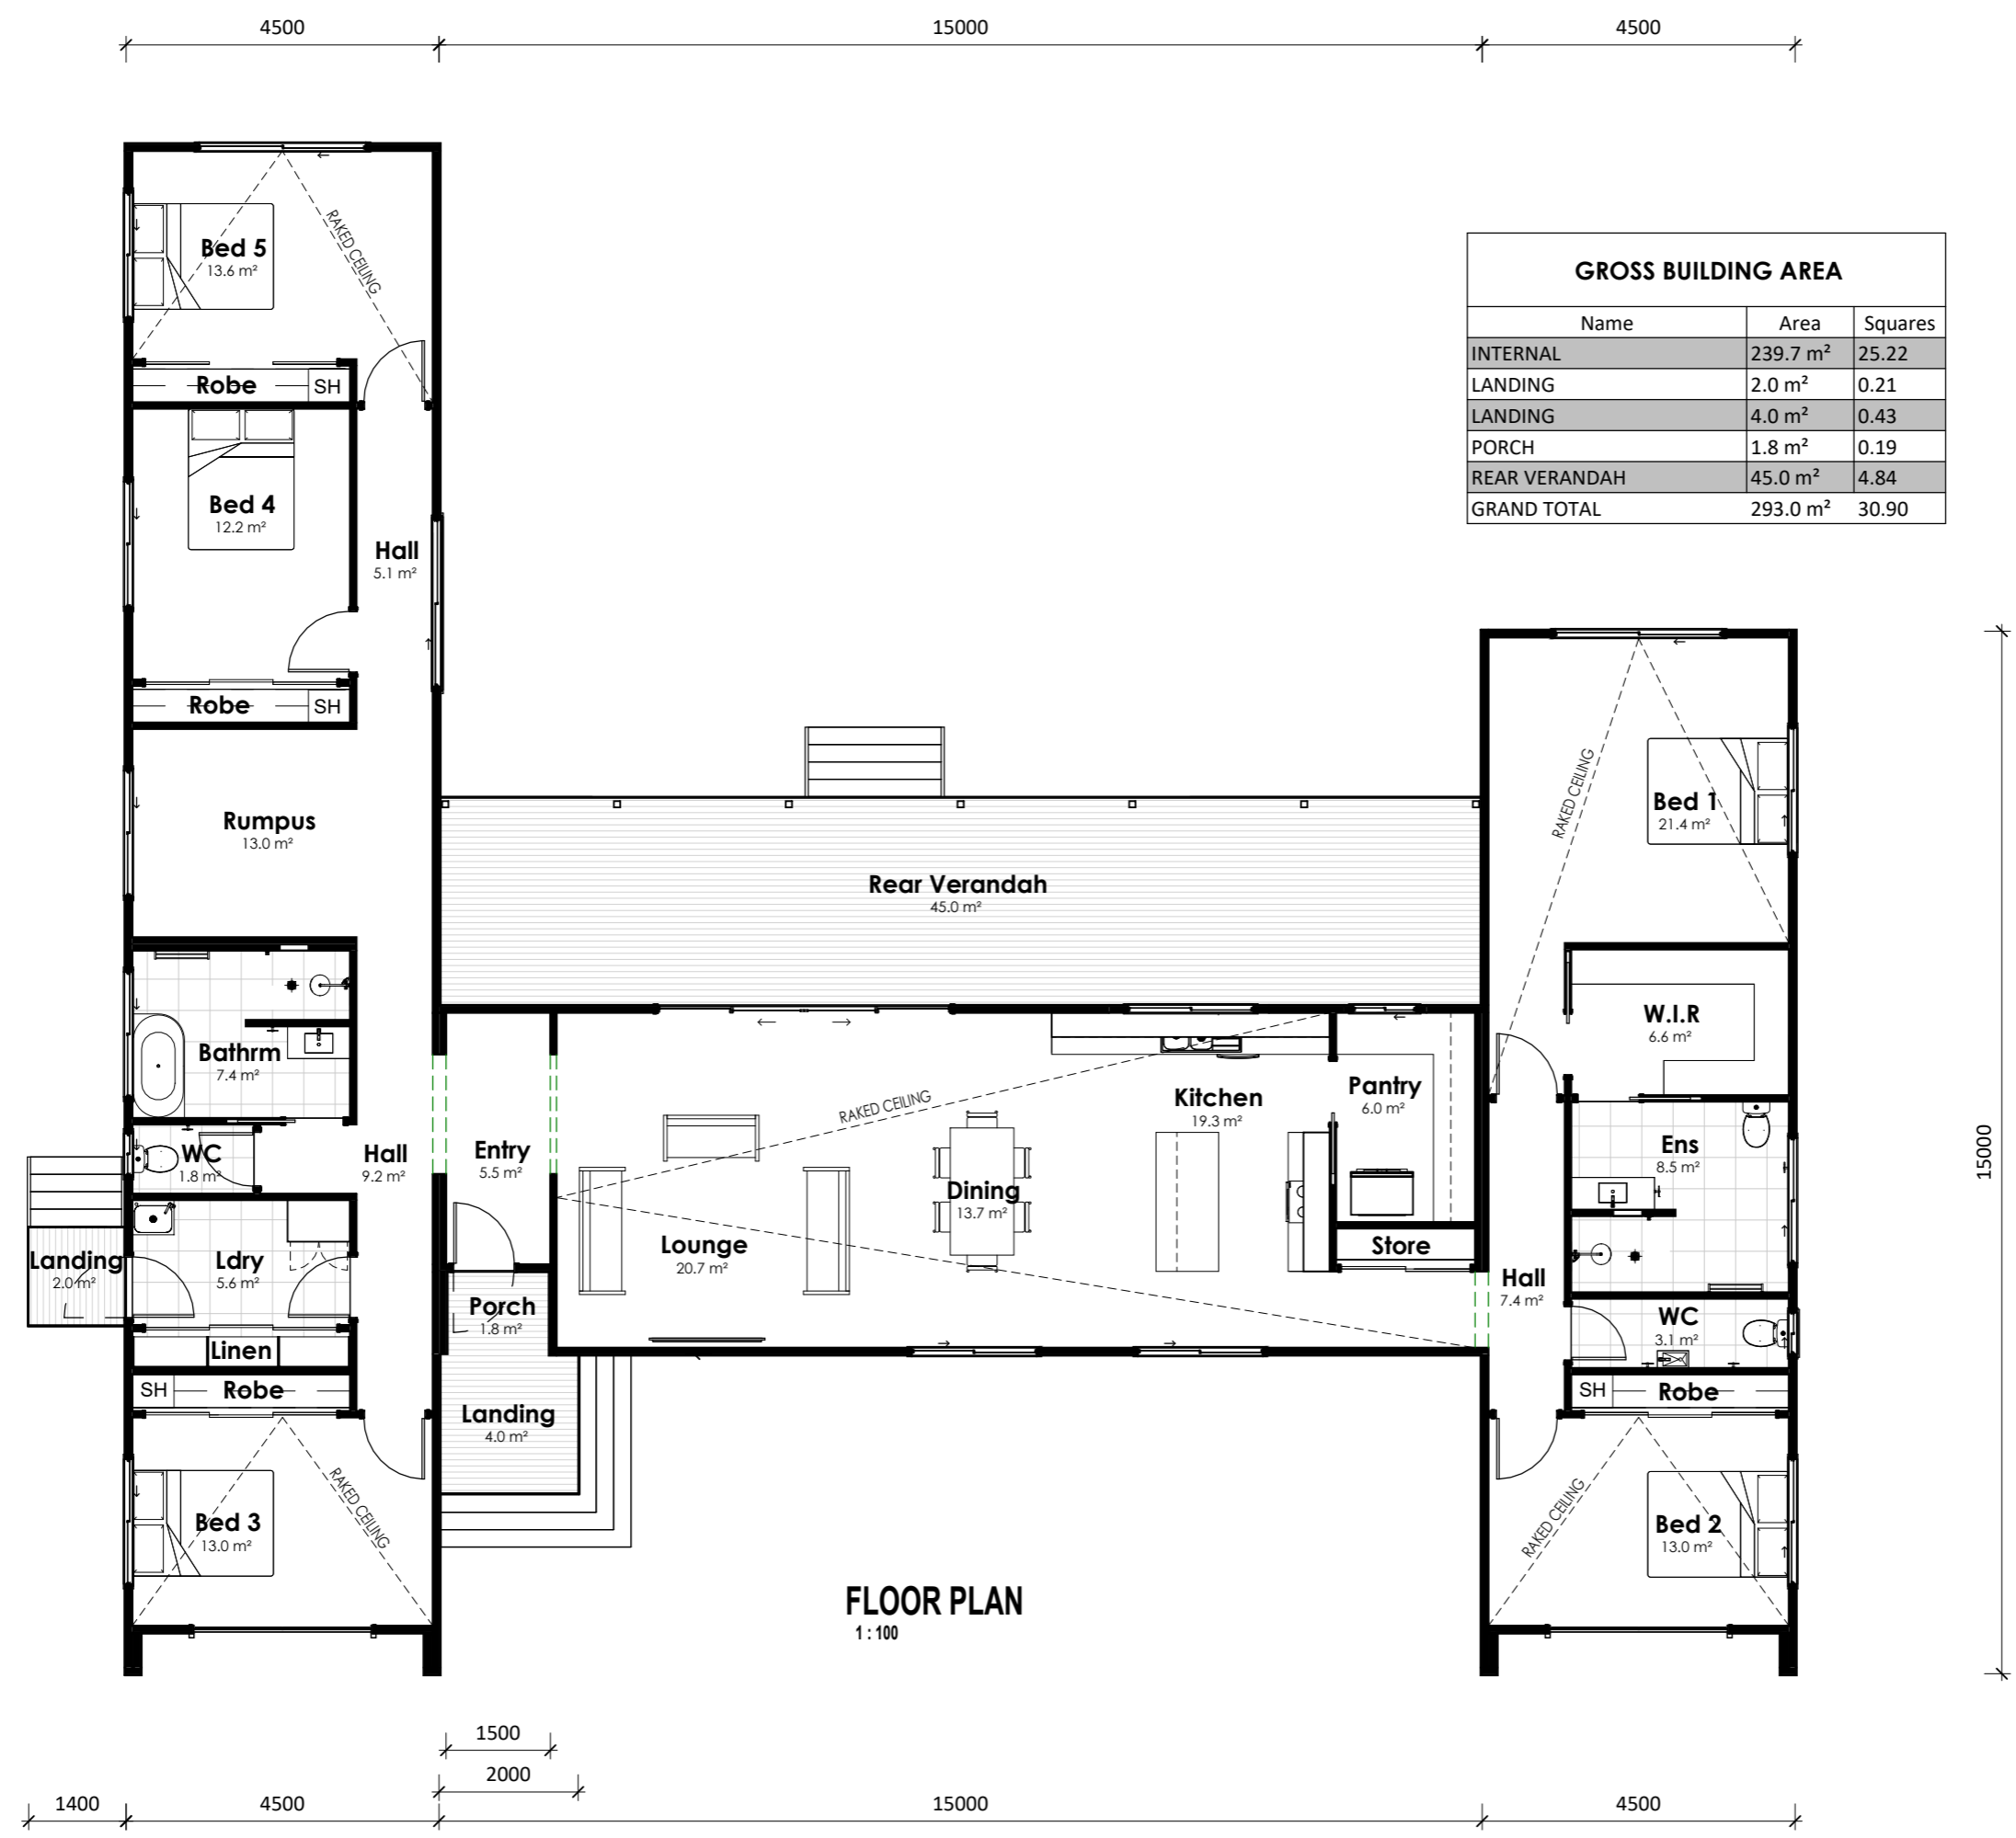 4500 15000 4500
Bed 5
13.6 m²
RAKED CEILING
Robe SH
Bed 4
12.2 m²
Hall
5.1 m²
Robe SH
Rumpus
13.0 m²
GROSS BUILDING AREA
Name Area Squares
INTERNAL 239.7 m² 25.22
LANDING 2.0 m² 0.21
LANDING 4.0 m² 0.43
PORCH 1.8 m² 0.19
REAR VERANDAH 45.0 m² 4.84
GRAND TOTAL 293.0 m² 30.90
Rear Verandah
45.0 m²
RAKED CEILING
Bed 1
21.4 m²
W.I.R
6.6 m²
Bathrm
7.4 m²
WC
1.8 m²
Hall
9.2 m²
Entry
5.5 m²
RAKED CEILING
Kitchen
19.3 m²
Pantry
6.0 m²
Ens
8.5 m²
15000
Dining
13.7 m²
Lounge
20.7 m²
Store
Landing
2.0 m²
Ldry
5.6 m²
Porch
1.8 m²
Hall
7.4 m²
WC
3.1 m²
Linen
SH Robe
Landing
4.0 m²
SH Robe
Bed 3
13.0 m²
RAKED CEILING
RAKED CEILING
Bed 2
13.0 m²
FLOOR PLAN
1 : 100
1500
2000
1400 4500 15000 4500